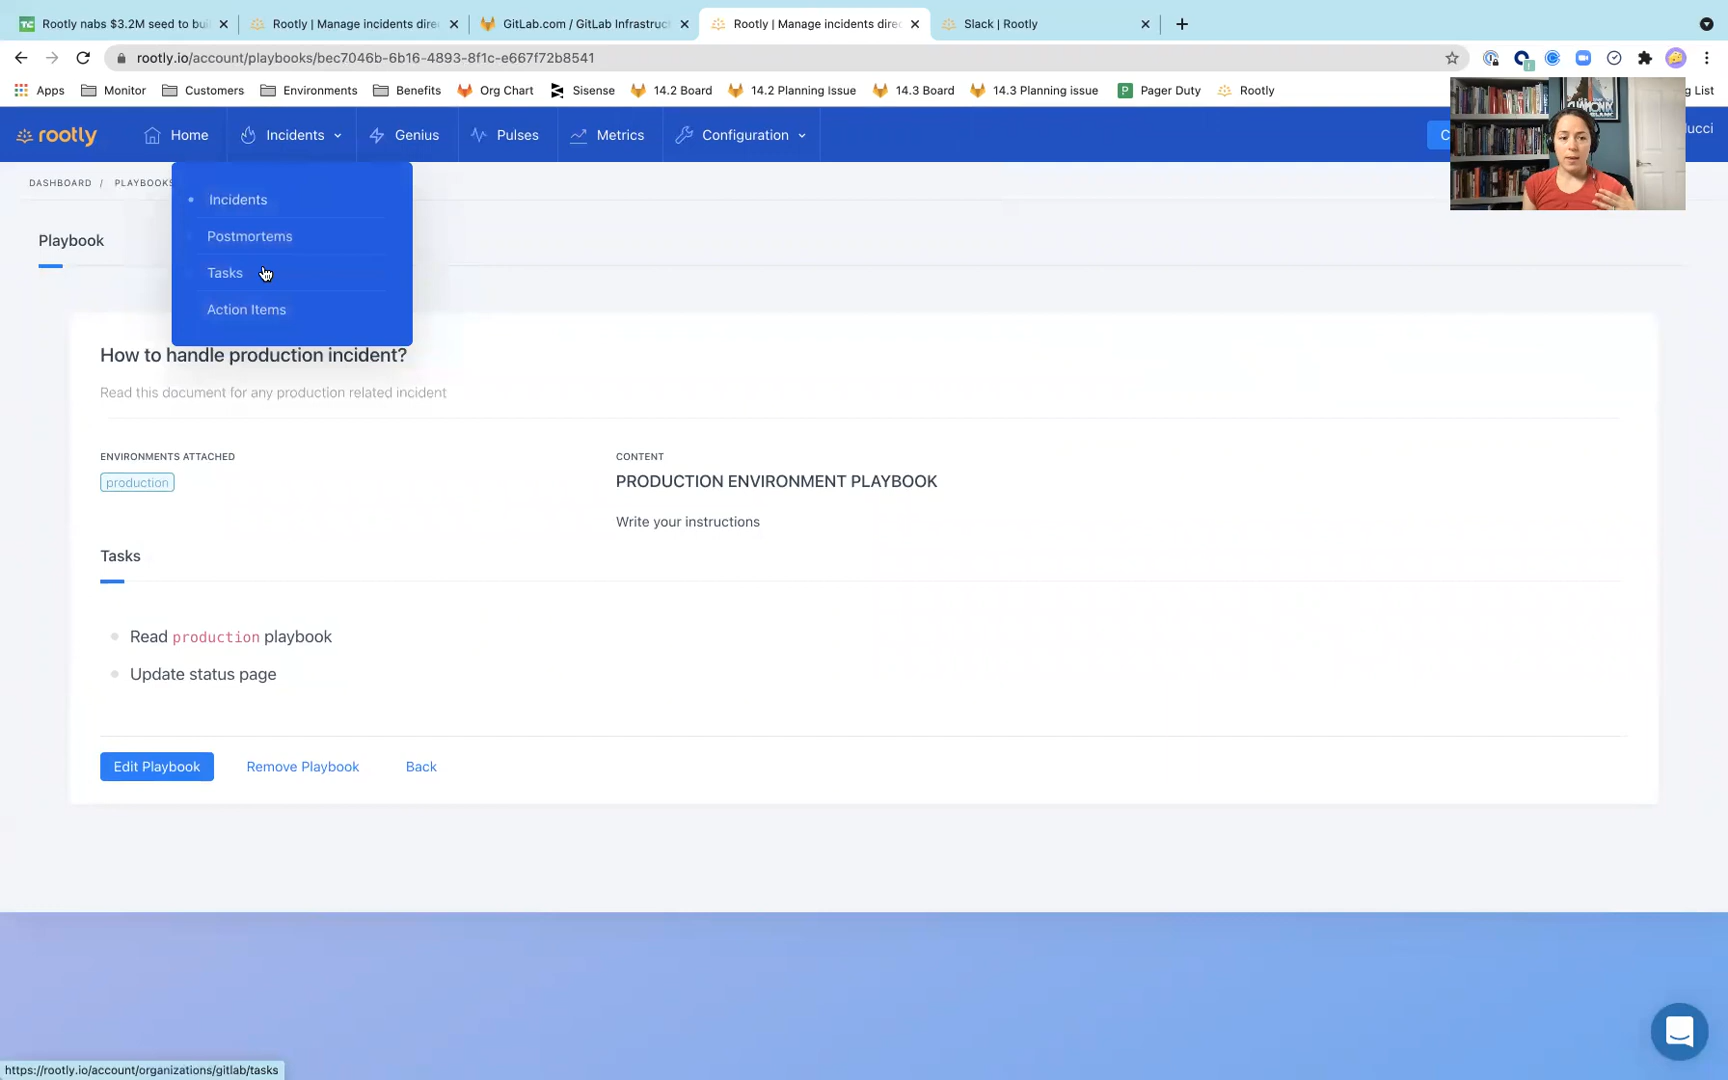 Rootly nabs $3.2M seed to bui
Rootly | Manage incidents dire
GitLab.com / GitLab Infrastruc
Rootly | Manage incidents direc
Slack | Rootly
rootly.io/account/playbooks/bec7046b-6b16-4893-8f1c-e667f72b8541
Apps
Monitor
Customers
Environments
Benefits
Org Chart
Sisense
14.2 Board
14.2 Planning Issue
14.3 Board
14.3 Planning issue
Pager Duty
Rootly
g List
rootly
Home
Incidents
Genius
Pulses
Metrics
Configuration
C
lucci
DASHBOARD / PLAYBOOKS
Incidents
Postmortems
Tasks
Action Items
Playbook
How to handle production incident?
Read this document for any production related incident
ENVIRONMENTS ATTACHED
production
CONTENT
PRODUCTION ENVIRONMENT PLAYBOOK
Write your instructions
Tasks
Read production playbook
Update status page
Edit Playbook
Remove Playbook
Back
https://rootly.io/account/organizations/gitlab/tasks